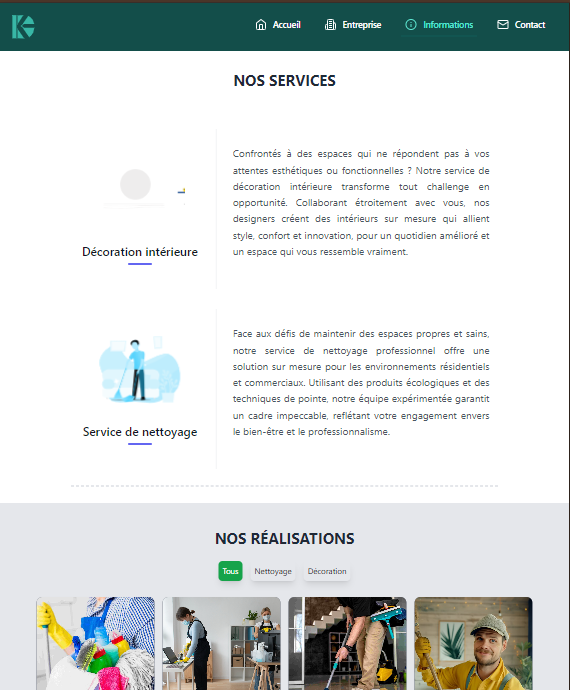 Accueil
Entreprise
Informations
Contact
NOS SERVICES
Confrontés à des espaces qui ne répondent pas à vos
attentes esthétiques ou fonctionnelles ? Notre service de
décoration intérieure transforme tout challenge en
opportunité. Collaborant étroitement avec vous, nos
designers créent des intérieurs sur mesure qui allient
style, confort et innovation, pour un quotidien amélioré et
un espace qui vous ressemble vraiment.
Décoration intérieure
Face aux défis de maintenir des espaces propres et sains,
notre service de nettoyage professionnel offre une
solution sur mesure pour les environnements résidentiels
et commerciaux. Utilisant des produits écologiques et des
techniques de pointe, notre équipe expérimentée garantit
un cadre impeccable, reflétant votre engagement envers
le bien-être et le professionnalisme.
Service de nettoyage
NOS RÉALISATIONS
Tous
Nettoyage
Décoration